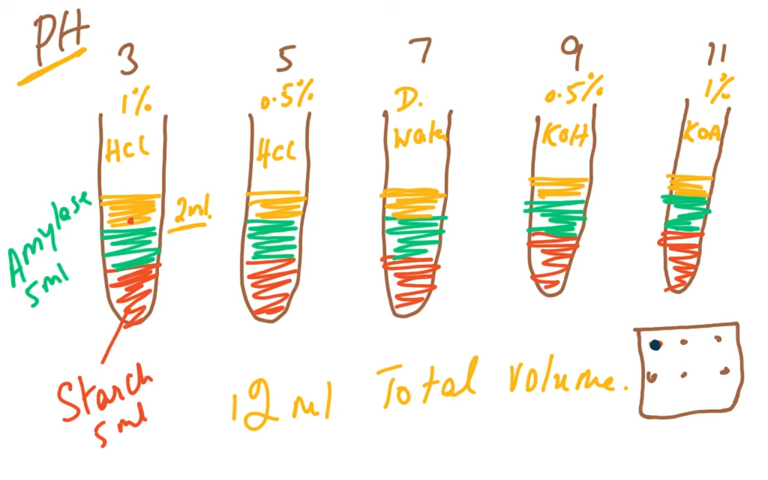 PH
3 5 7 9 11
1% 0.5% D. 0.5% 1%
HCl HCl Water KOH KOH
2ml.
Amylase
5ml
Starch
5ml
12 ml Total volume.